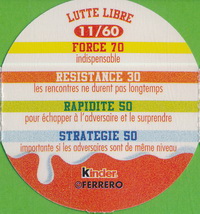 LUTTE LIBRE
11/60
FORCE 70
indispensable
RESISTANCE 30
les rencontres ne durent pas longtemps
RAPIDITE 50
pour échapper à l'adversaire et le surprendre
STRATEGIE 50
importante si les adversaires sont de même niveau
kinder
©FERRERO